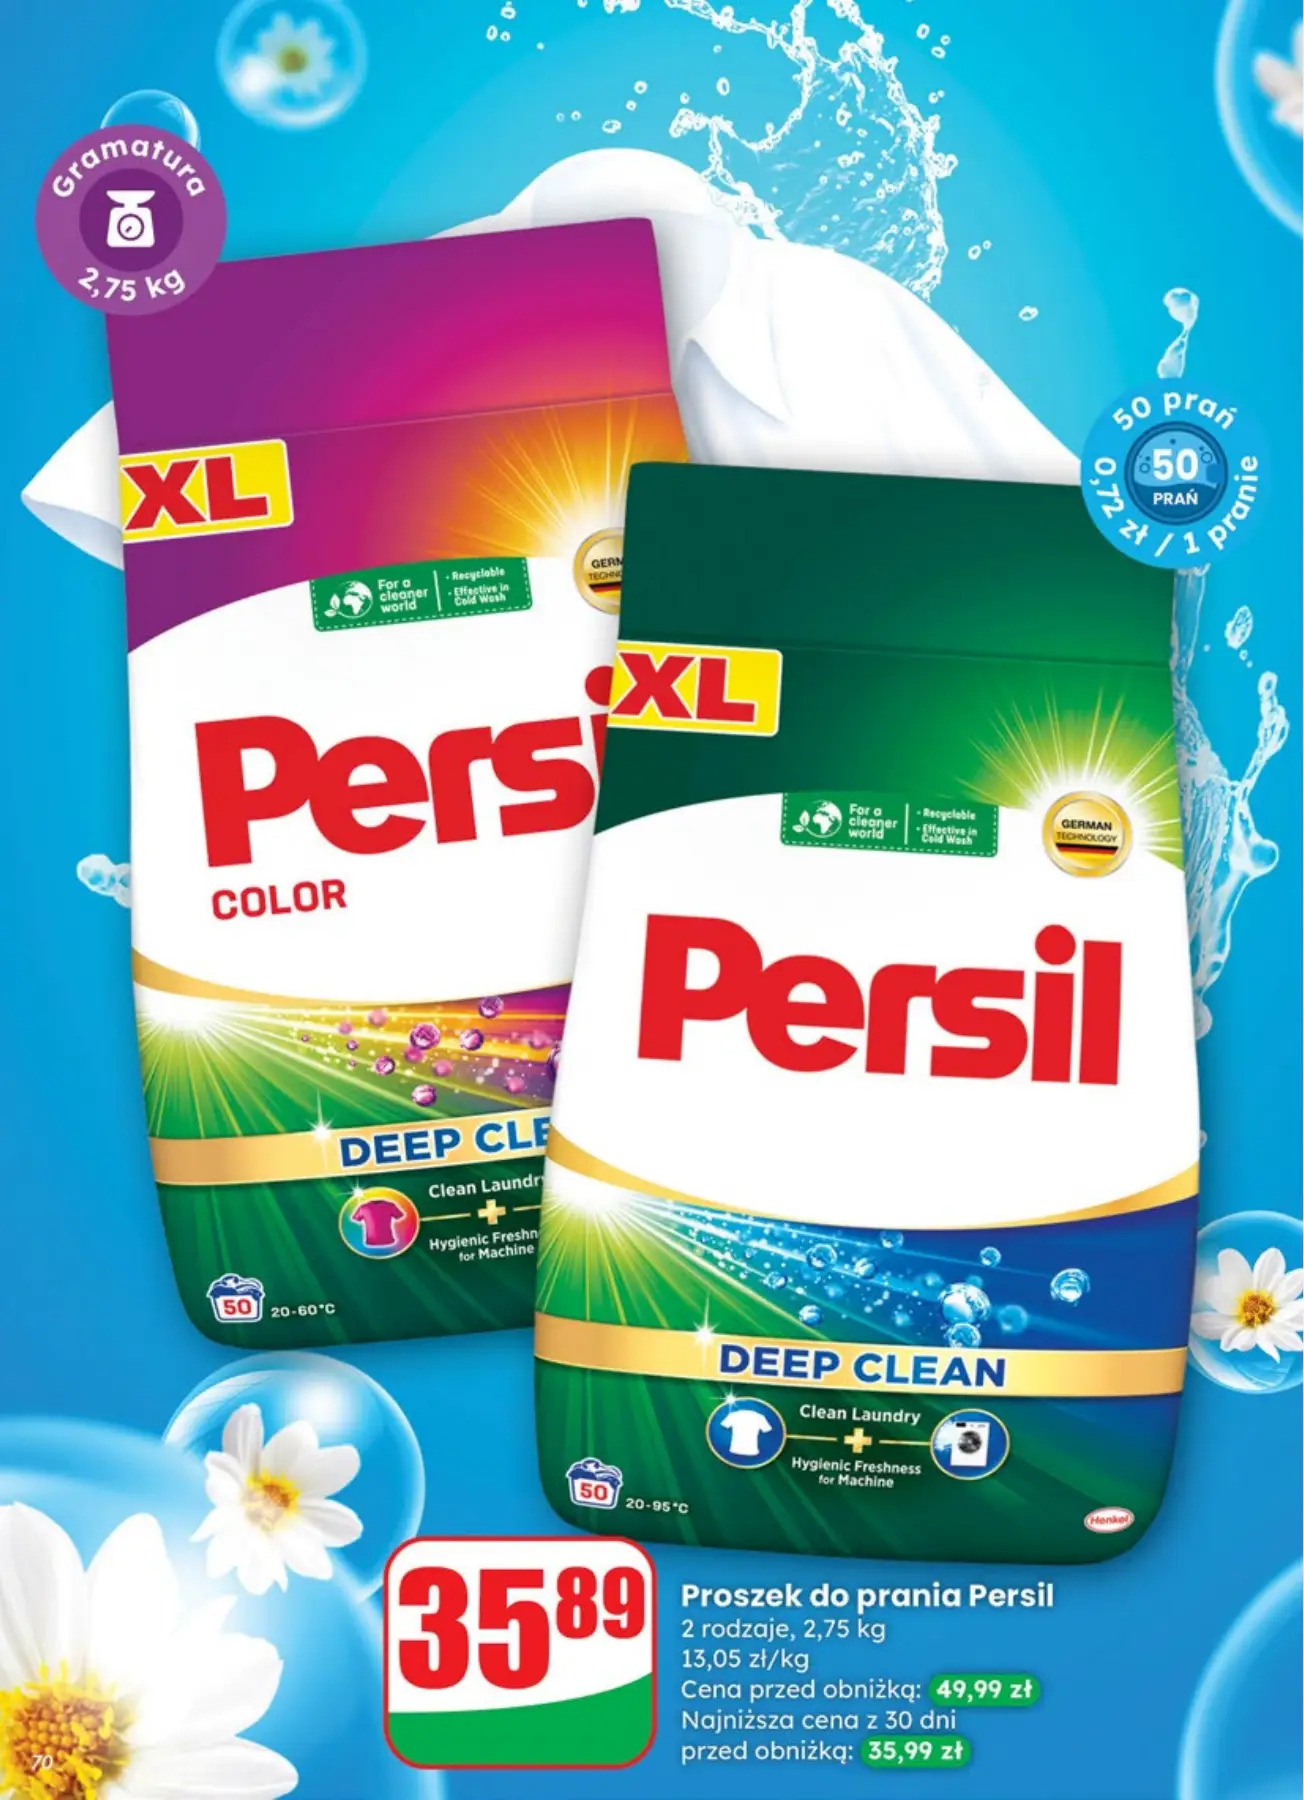 Gramatura
2,75 kg
50 prań
50
PRAŃ
0,72 zł / 1 pranie
XL
For a
cleaner
world
• Recyclable
• Effective in
Cold Wash
Persi
COLOR
DEEP CLE
Clean Laundry
Hygienic Freshn
for Machine
50
20-60°C
XL
For a
cleaner
world
• Recyclable
• Effective in
Cold Wash
GERMAN
TECHNOLOGY
Persil
DEEP CLEAN
Clean Laundry
Hygienic Freshness
for Machine
50
20-95°C
Henkel
35 89
Proszek do prania Persil
2 rodzaje, 2,75 kg
13,05 zł/kg
Cena przed obniżką: 49,99 zł
Najniższa cena z 30 dni
przed obniżką: 35,99 zł
70